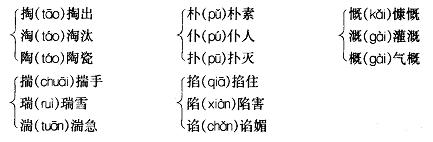 掏(tāo)掏出 朴(pǔ)朴素 慨(kǎi)慷慨
淘(táo)淘汰 仆(pú)仆人 溉(gài)灌溉
陶(táo)陶瓷 扑(pū)扑灭 概(gài)气概
揣(chuāi)揣手 掐(qiā)掐住
瑞(ruì)瑞雪 陷(xiàn)陷害
湍(tuān)湍急 谄(chǎn)谄媚